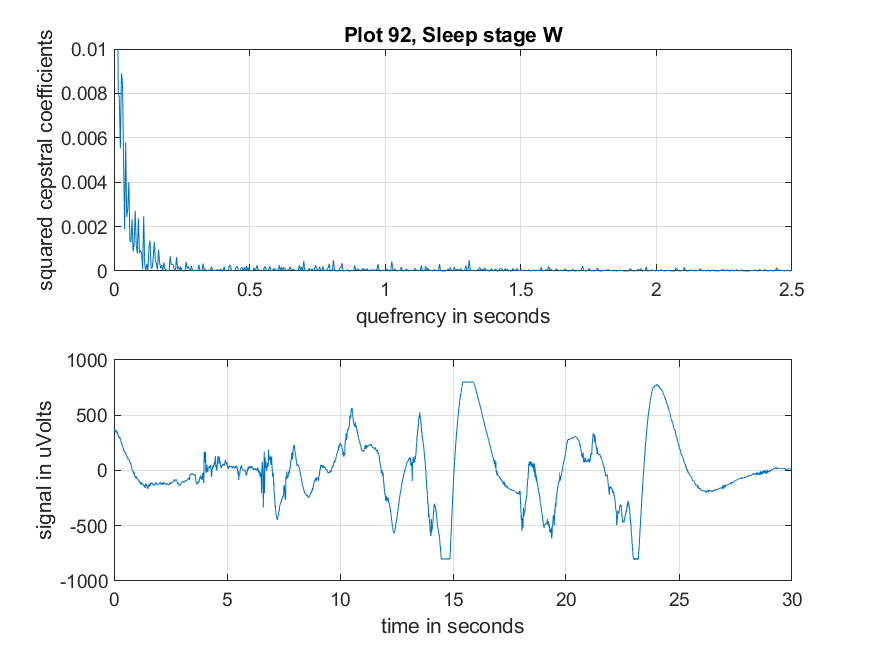 Plot 92, Sleep stage W
squared cepstral coefficients
0.01
0.008
0.006
0.004
0.002
0
0 0.5 1 1.5 2 2.5
quefrency in seconds
signal in uVolts
1000
500
0
-500
-1000
0 5 10 15 20 25 30
time in seconds